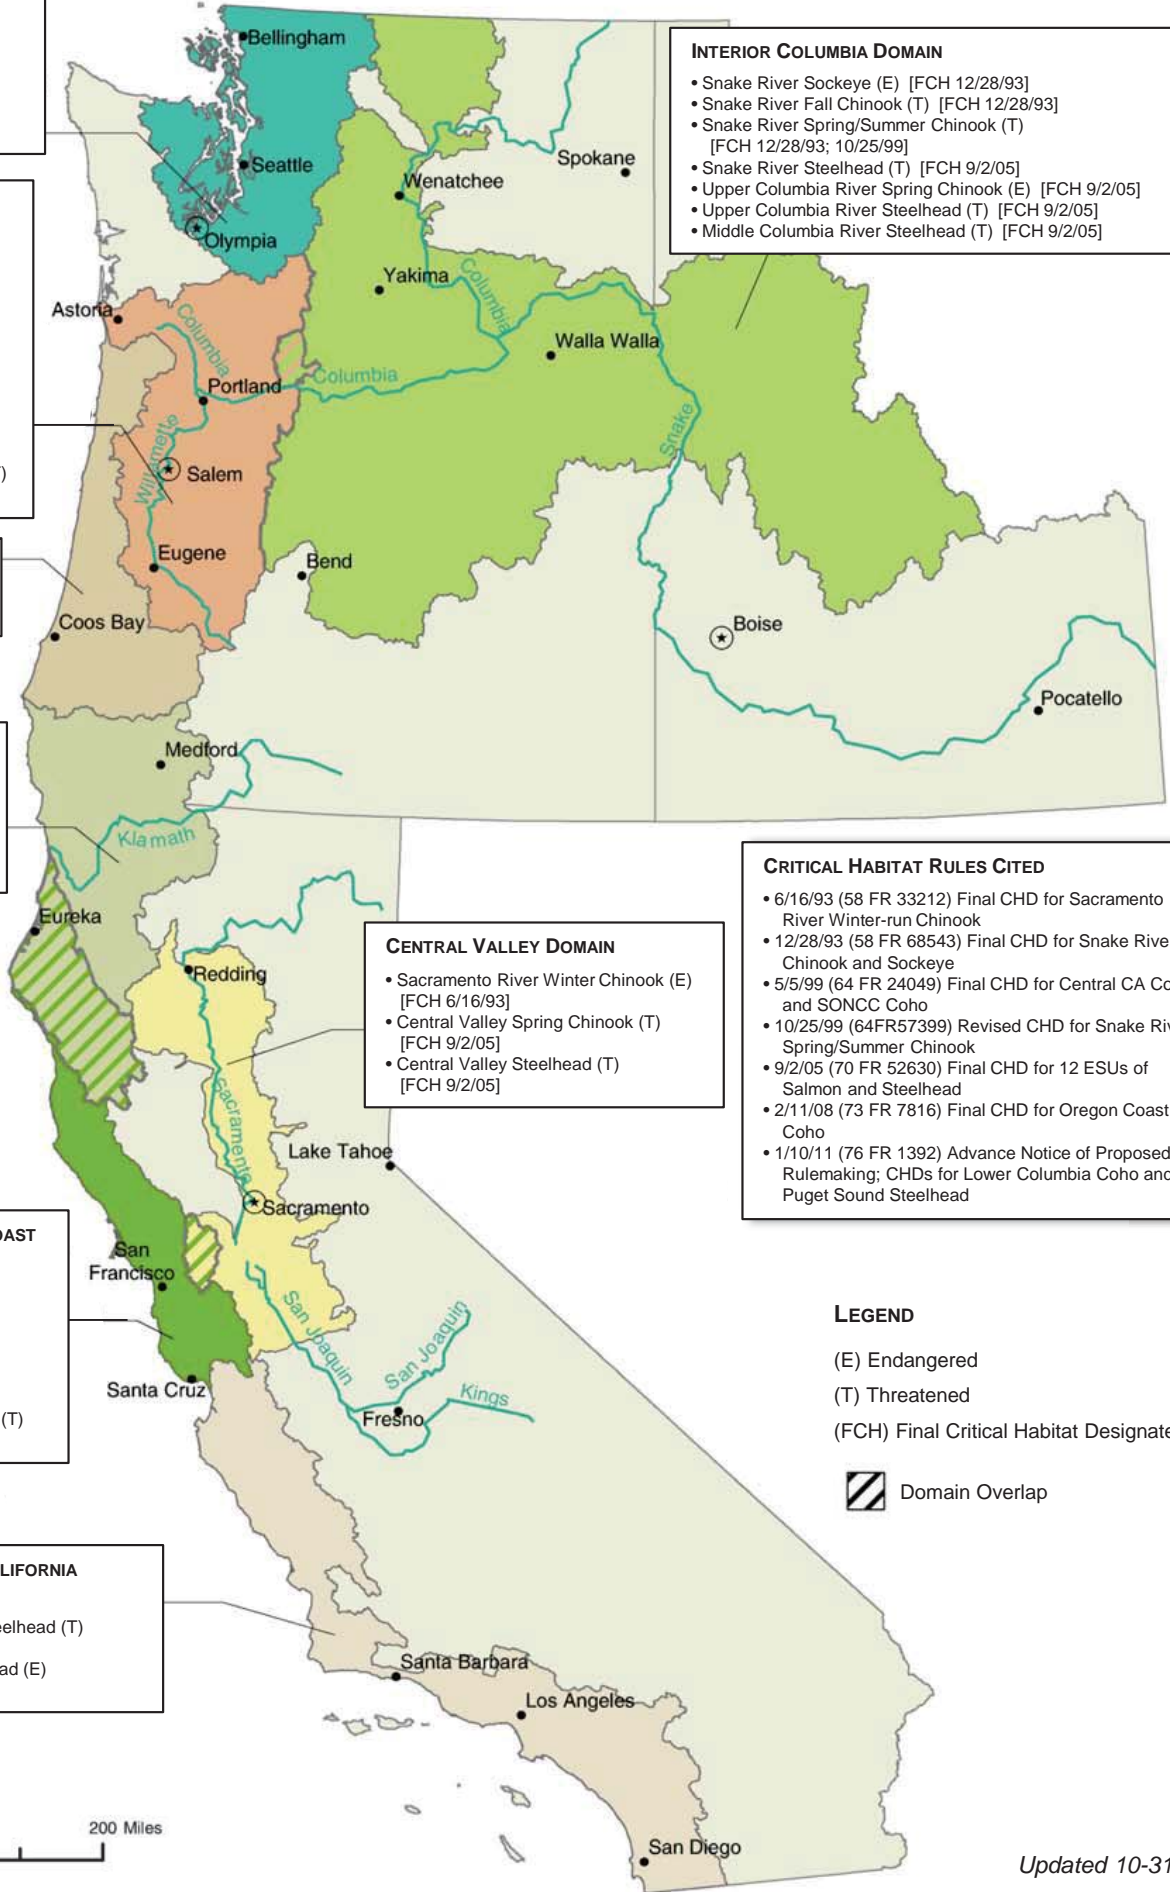 Bellingham
INTERIOR COLUMBIA DOMAIN
• Snake River Sockeye (E) [FCH 12/28/93]
• Snake River Fall Chinook (T) [FCH 12/28/93]
• Snake River Spring/Summer Chinook (T)
[FCH 12/28/93; 10/25/99]
• Snake River Steelhead (T) [FCH 9/2/05]
• Upper Columbia River Spring Chinook (E) [FCH 9/2/05]
• Upper Columbia River Steelhead (T) [FCH 9/2/05]
• Middle Columbia River Steelhead (T) [FCH 9/2/05]
Seattle
Spokane
Wenatchee
Olympia
Yakima
Columbia
Astoria
Columbia
Walla Walla
Portland
Columbia
Snake
Willamette
Salem
)
Eugene
Bend
Coos Bay
Boise
Pocatello
Medford
Klamath
Eureka
CRITICAL HABITAT RULES CITED
• 6/16/93 (58 FR 33212) Final CHD for Sacramento
River Winter-run Chinook
• 12/28/93 (58 FR 68543) Final CHD for Snake Rive
Chinook and Sockeye
• 5/5/99 (64 FR 24049) Final CHD for Central CA Co
and SONCC Coho
• 10/25/99 (64FR57399) Revised CHD for Snake Riv
Spring/Summer Chinook
• 9/2/05 (70 FR 52630) Final CHD for 12 ESUs of
Salmon and Steelhead
• 2/11/08 (73 FR 7816) Final CHD for Oregon Coast
Coho
• 1/10/11 (76 FR 1392) Advance Notice of Proposed
Rulemaking; CHDs for Lower Columbia Coho and
Puget Sound Steelhead
CENTRAL VALLEY DOMAIN
• Sacramento River Winter Chinook (E)
[FCH 6/16/93]
• Central Valley Spring Chinook (T)
[FCH 9/2/05]
• Central Valley Steelhead (T)
[FCH 9/2/05]
Redding
Sacramento
Lake Tahoe
Sacramento
OAST
San
Francisco
San Joaquin
San Joaquin
Kings
Santa Cruz
Fresno
(T)
LEGEND
(E) Endangered
(T) Threatened
(FCH) Final Critical Habitat Designate
Domain Overlap
LIFORNIA
eelhead (T)
ad (E)
Santa Barbara
Los Angeles
200 Miles
San Diego
Updated 10-31